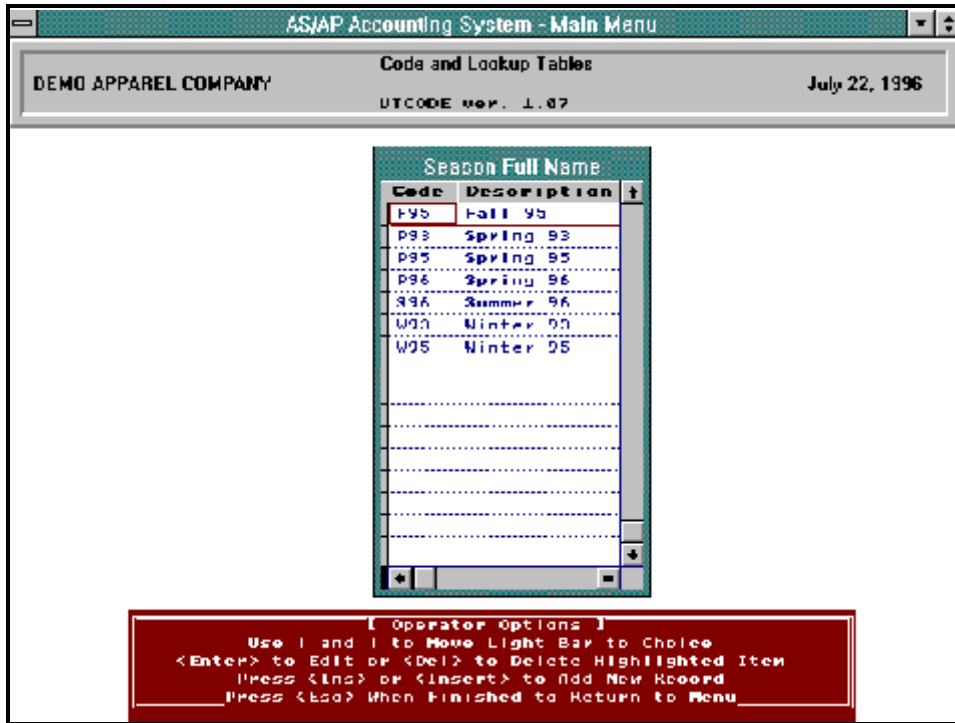 AS/AP Accounting System - Main Menu
Code and Lookup Tables
DEMO APPAREL COMPANY
July 22, 1996
UTCODE ver. 1.07
Season Full Name
Code Description
F95 Fall 95
P93 Spring 93
P95 Spring 95
P96 Spring 96
S96 Summer 96
Winter
W95 Winter 95
[ Operator Options ]
Use and to Move Light Bar to Choice
<Enter> to Edit or <Del> to Delete Highlighted Item
Press <Ins> or <Insert> to Add New Record
Press <Esc> When Finished to Return to Menu